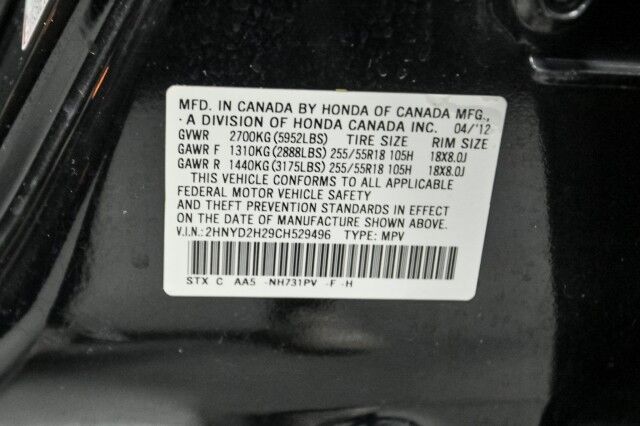 MFD. IN CANADA BY HONDA OF CANADA MFG.,
A DIVISION OF HONDA CANADA INC. 04/'12
GVWR 2700KG(5952LBS) TIRE SIZE RIM SIZE
GAWR F 1310KG(2888LBS) 255/55R18 105H 18X8.0J
GAWR R 1440KG(3175LBS) 255/55R18 105H 18X8.0J
THIS VEHICLE CONFORMS TO ALL APPLICABLE
FEDERAL MOTOR VEHICLE SAFETY
AND THEFT PREVENTION STANDARDS IN EFFECT
ON THE DATE OF MANUFACTURE SHOWN ABOVE.
V.I.N.:2HNYD2H29CH529496 TYPE: MPV
STX C AA5 -NH731PV -F -H